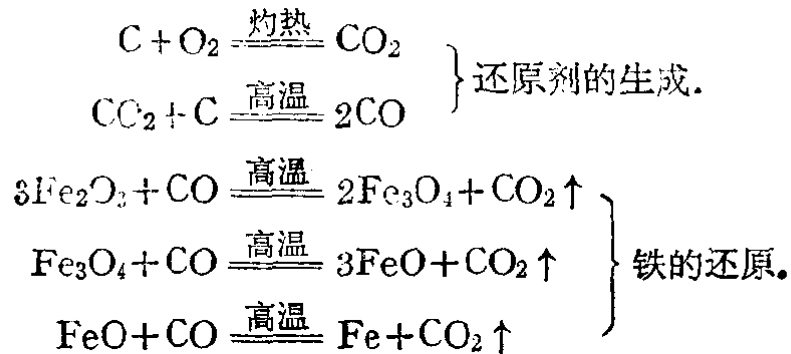 C+O₂ =灼热= CO₂
CO₂+C =高温= 2CO
}还原剂的生成.
3Fe₂O₃+CO =高温= 2Fe₃O₄+CO₂↑
Fe₃O₄+CO =高温= 3FeO+CO₂↑
}铁的还原.
FeO+CO =高温= Fe+CO₂↑